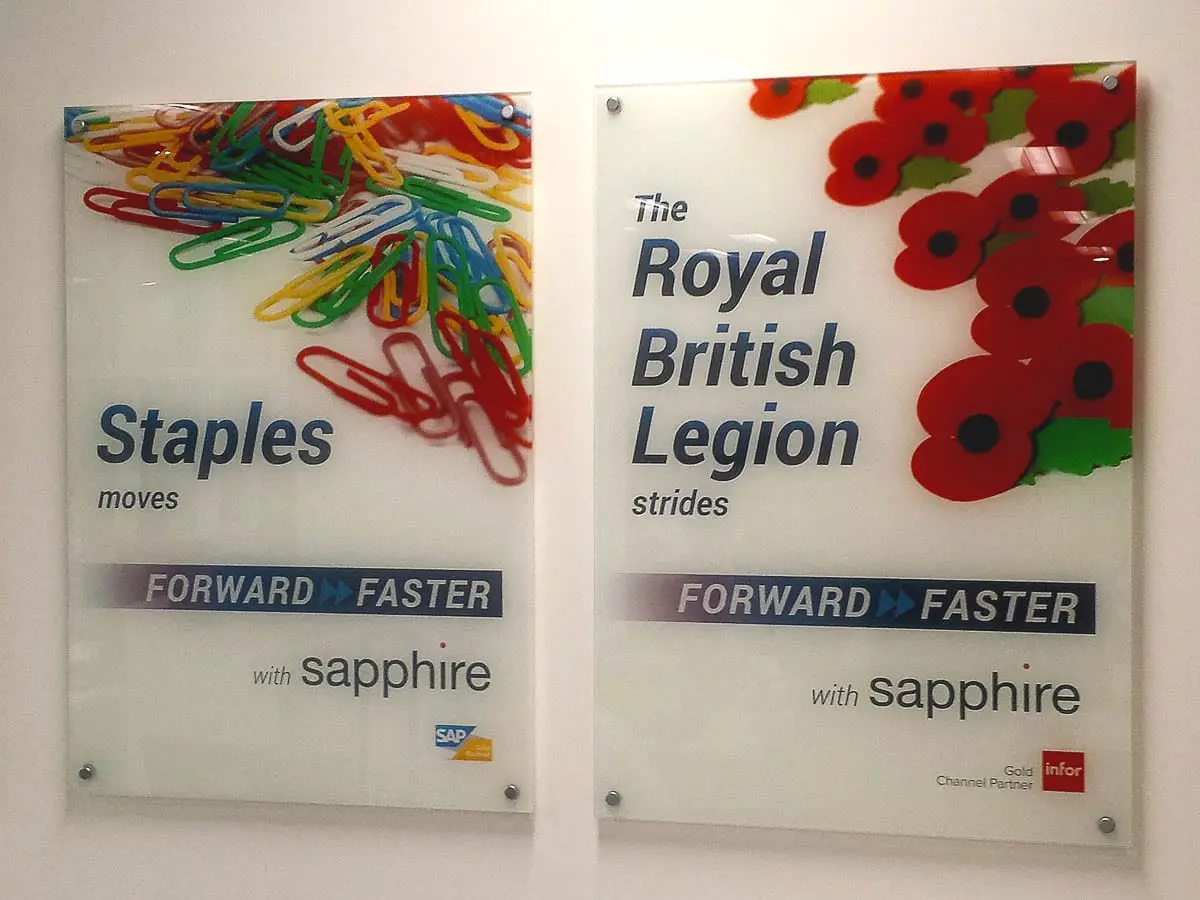 Staples
moves
FORWARD FASTER
with sapphire
SAP
The
Royal
British
Legion
strides
FORWARD FASTER
with sapphire
Gold
Channel Partner
infor